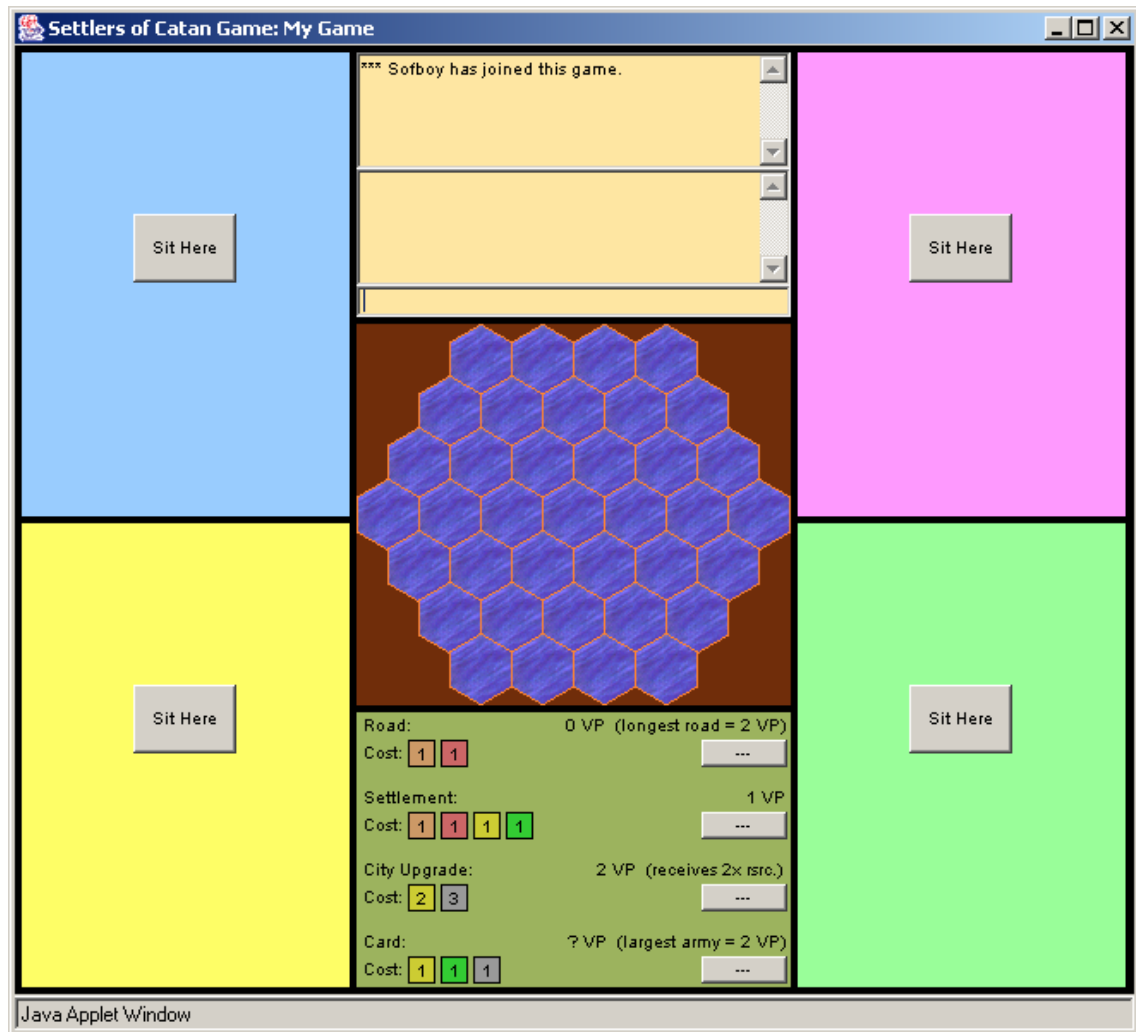 Settlers of Catan Game: My Game
*** Sofboy has joined this game.
Sit Here
Sit Here
Sit Here
Sit Here
Road: 0 VP (longest road = 2 VP)
Cost: 1 1 ---
Settlement: 1 VP
Cost: 1 1 1 1 ---
City Upgrade: 2 VP (receives 2x rsrc.)
Cost: 2 3 ---
Card: ? VP (largest army = 2 VP)
Cost: 1 1 1 ---
Java Applet Window